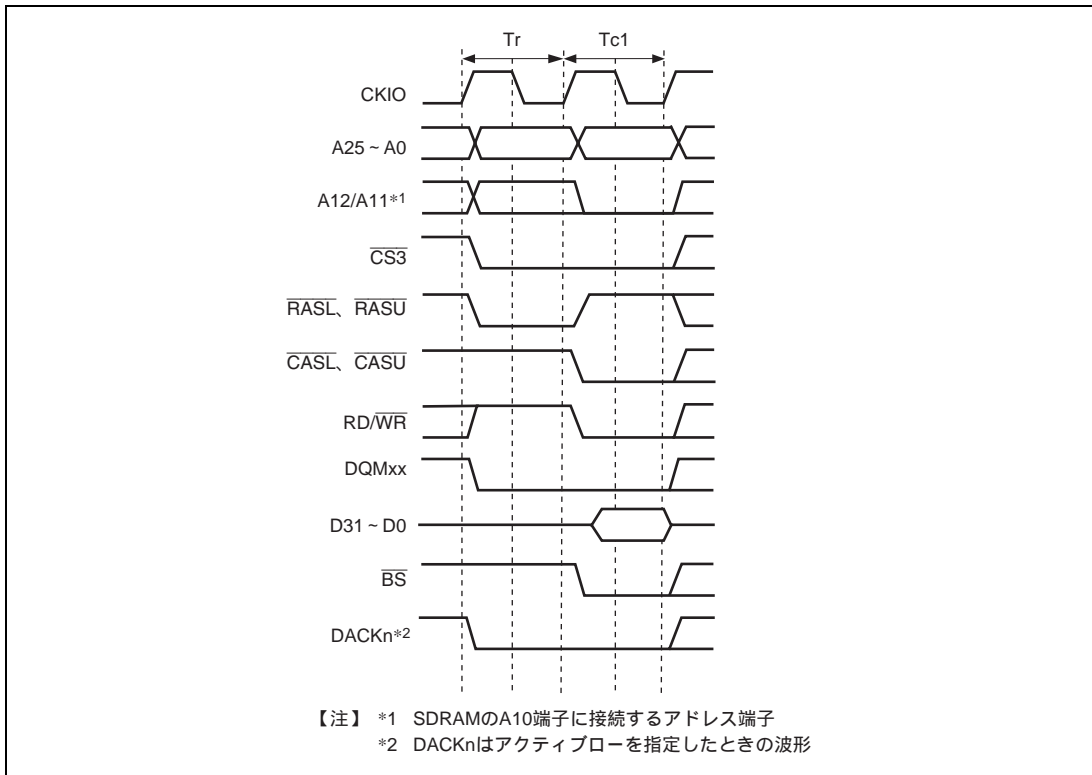 Tr Tc1
CKIO
A25 ~ A0
A12/A11*1
CS3
RASL、RASU
CASL、CASU
RD/WR
DQMxx
D31 ~ D0
BS
DACKn*2
【注】 *1 SDRAMのA10端子に接続するアドレス端子
*2 DACKnはアクティブローを指定したときの波形